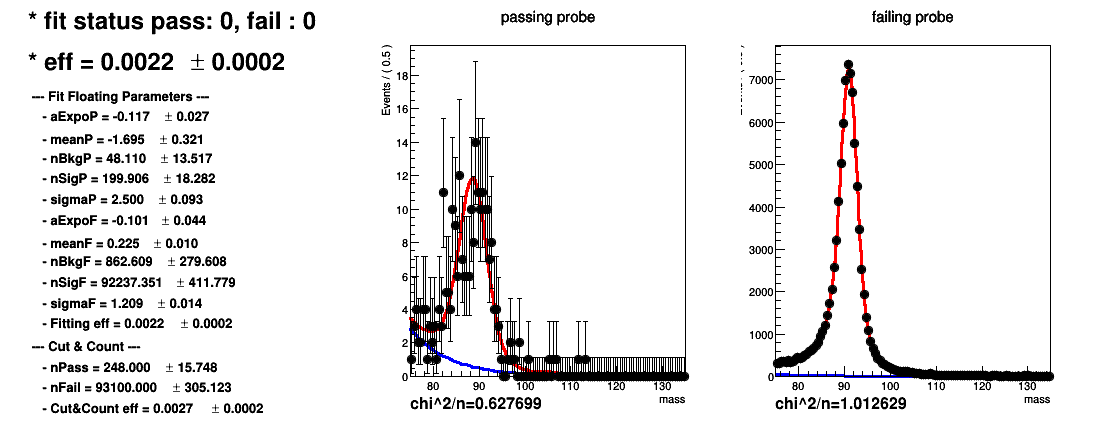 * fit status pass: 0, fail : 0
* eff = 0.0022 ± 0.0002
--- Fit Floating Parameters ---
- aExpoP = -0.117 ± 0.027
- meanP = -1.695 ± 0.321
- nBkgP = 48.110 ± 13.517
- nSigP = 199.906 ± 18.282
- sigmaP = 2.500 ± 0.093
- aExpoF = -0.101 ± 0.044
- meanF = 0.225 ± 0.010
- nBkgF = 862.609 ± 279.608
- nSigF = 92237.351 ± 411.779
- sigmaF = 1.209 ± 0.014
- Fitting eff = 0.0022 ± 0.0002
--- Cut & Count ---
- nPass = 248.000 ± 15.748
- nFail = 93100.000 ± 305.123
- Cut&Count eff = 0.0027 ± 0.0002
passing probe
Events / ( 0.5 )
18
16
14
12
10
8
6
4
2
0
80 90 100 110 120 130
mass
chi^2/n=0.627699
failing probe
7000
6000
5000
4000
3000
2000
1000
0
80 90 100 110 120 130
mass
chi^2/n=1.012629